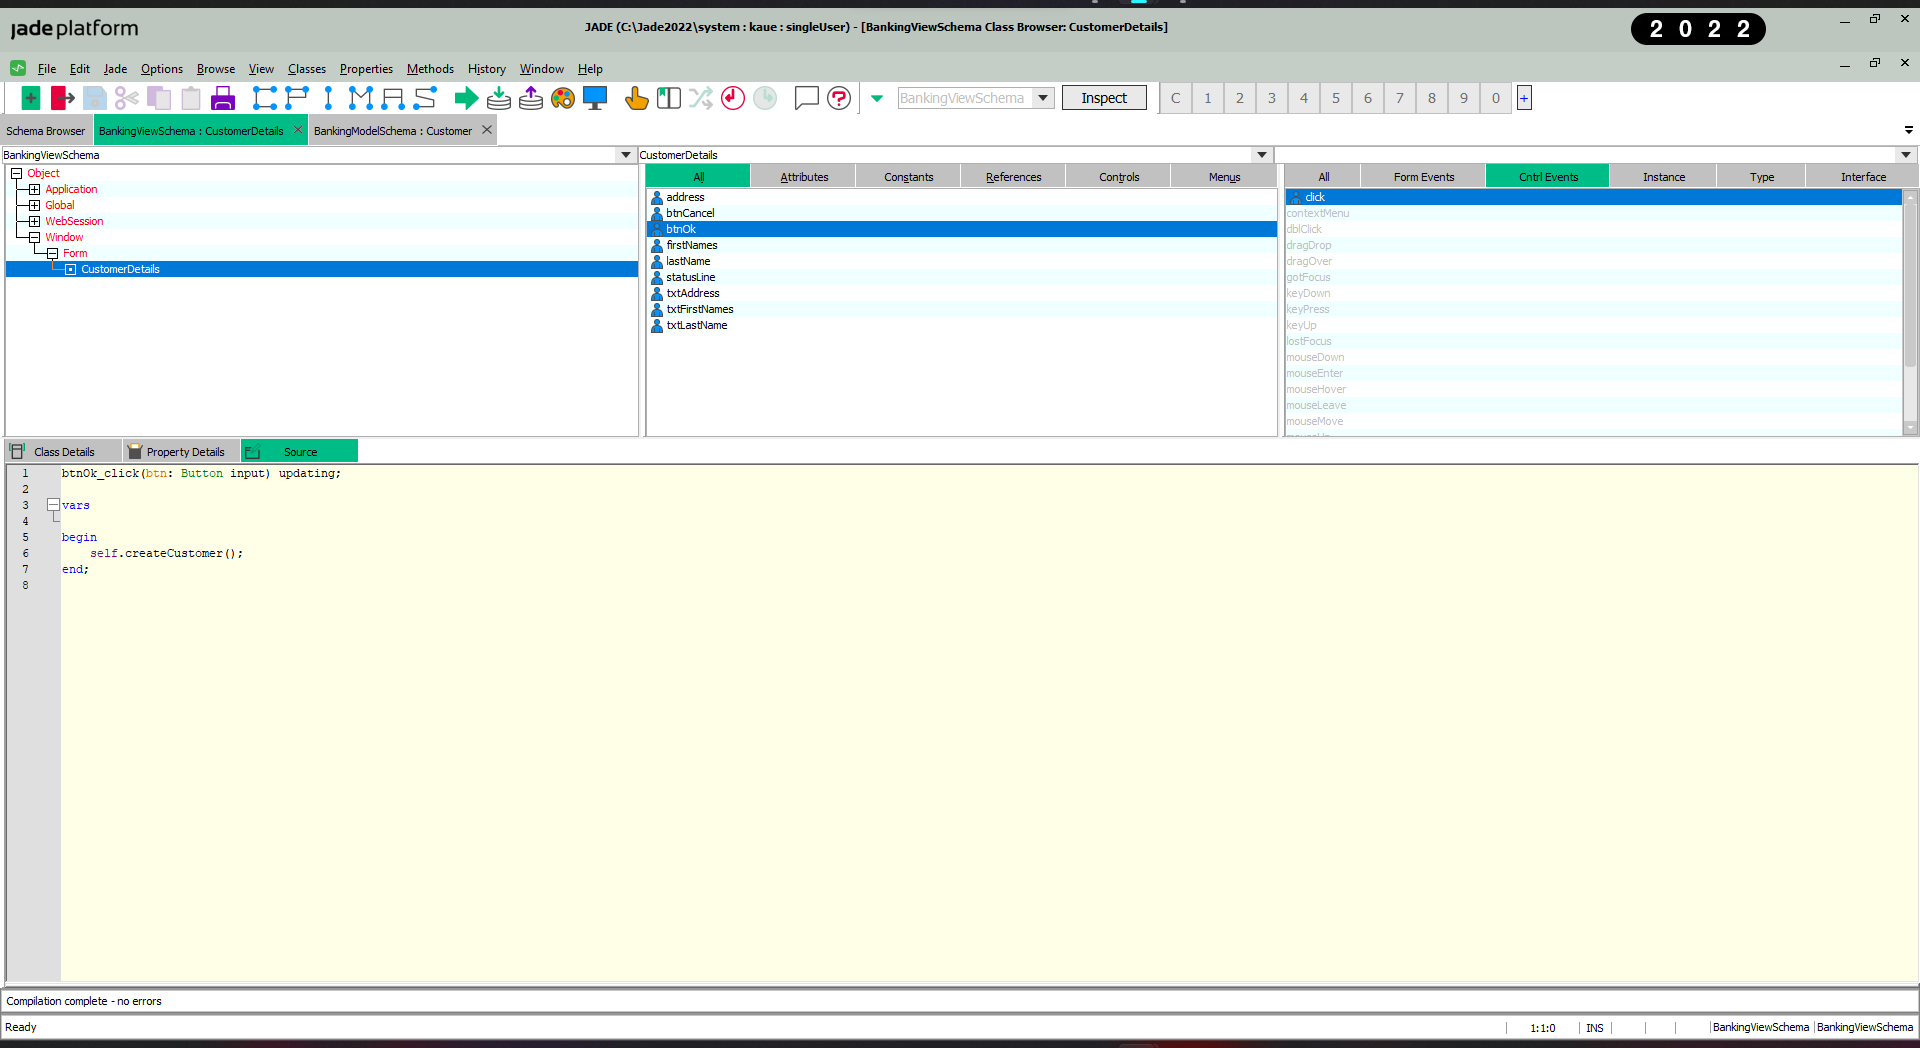 jade platform
JADE (C:\Jade2022\system : kaue : singleUser) - [BankingViewSchema Class Browser: CustomerDetails]
2 0 2 2
File Edit Jade Options Browse View Classes Properties Methods History Window Help
BankingViewSchema Inspect C 1 2 3 4 5 6 7 8 9 0 +
Schema Browser BankingViewSchema : CustomerDetails BankingModelSchema : Customer
BankingViewSchema
Object
Application
Global
WebSession
Window
Form
CustomerDetails
CustomerDetails
All Attributes Constants References Controls Menus
address
btnCancel
btnOk
firstNames
lastName
statusLine
txtAddress
txtFirstNames
txtLastName
All Form Events Cntrl Events Instance Type Interface
click
contextMenu
dblClick
dragDrop
dragOver
gotFocus
keyDown
keyPress
keyUp
lostFocus
mouseDown
mouseEnter
mouseHover
mouseLeave
mouseMove
Class Details Property Details Source
1 btnOk_click(btn: Button input) updating;
2
3 vars
4
5 begin
6 self.createCustomer();
7 end;
8
Compilation complete - no errors
Ready 1:1:0 INS BankingViewSchema BankingViewSchema